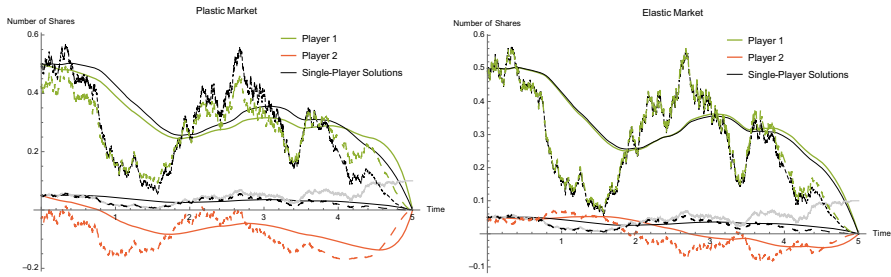 Plastic Market
Number of Shares
0.6
0.4
0.2
-0.2
1
2
3
4
5
Time
Player 1
Player 2
Single-Player Solutions
Elastic Market
Number of Shares
0.6
0.5
0.4
0.3
0.2
0.1
-0.1
1
2
3
4
5
Time
Player 1
Player 2
Single-Player Solutions